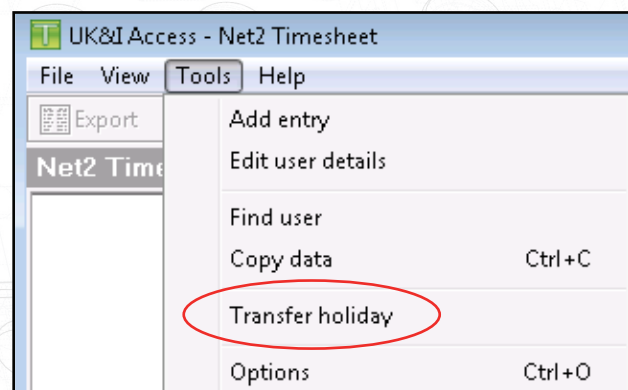 UK&I Access - Net2 Timesheet
File View Tools Help
Export
Add entry
Net2 Time
Edit user details
Find user
Copy data Ctrl+C
Transfer holiday
Options Ctrl+O